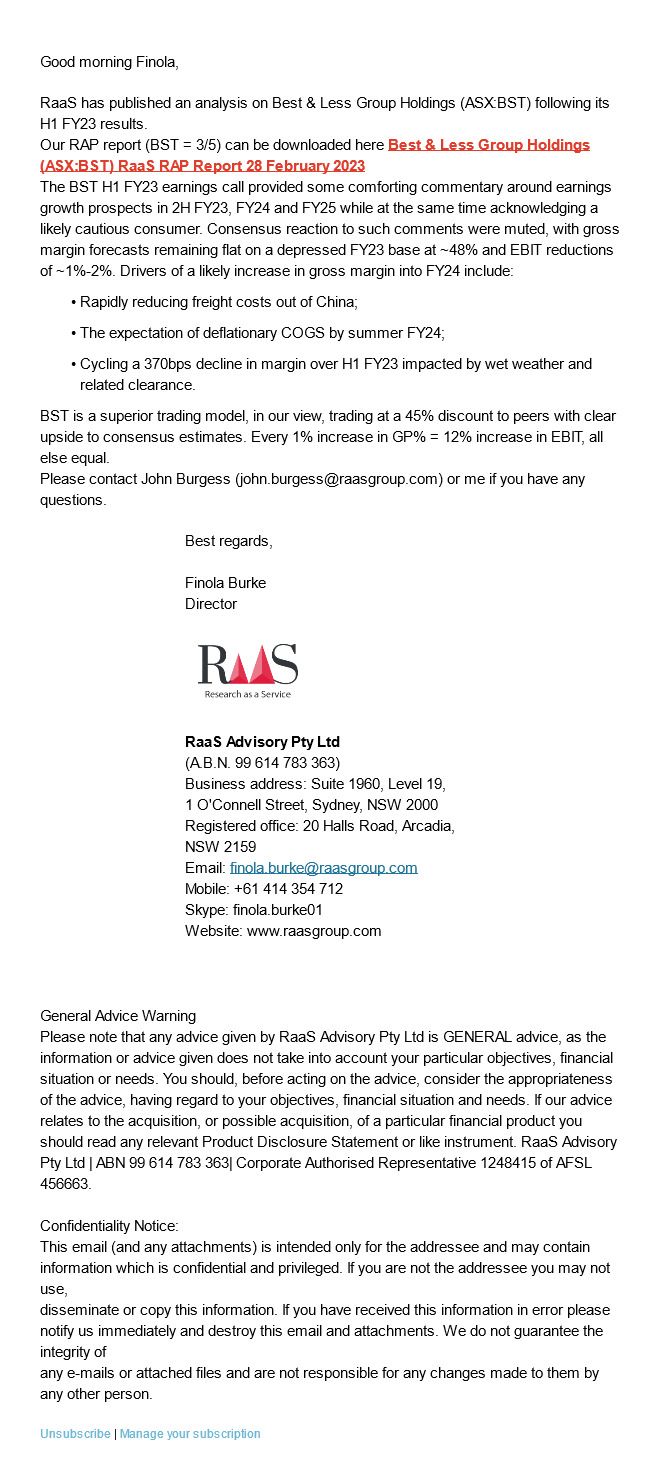 Good morning Finola,
RaaS has published an analysis on Best & Less Group Holdings (ASX:BST) following its
H1 FY23 results.
Our RAP report (BST = 3/5) can be downloaded here Best & Less Group Holdings
(ASX:BST) RaaS RAP Report 28 February 2023
The BST H1 FY23 earnings call provided some comforting commentary around earnings
growth prospects in 2H FY23, FY24 and FY25 while at the same time acknowledging a
likely cautious consumer. Consensus reaction to such comments were muted, with gross
margin forecasts remaining flat on a depressed FY23 base at ~48% and EBIT reductions
of ~1%-2%. Drivers of a likely increase in gross margin into FY24 include:
• Rapidly reducing freight costs out of China;
• The expectation of deflationary COGS by summer FY24;
• Cycling a 370bps decline in margin over H1 FY23 impacted by wet weather and
related clearance.
BST is a superior trading model, in our view, trading at a 45% discount to peers with clear
upside to consensus estimates. Every 1% increase in GP% = 12% increase in EBIT, all
else equal.
Please contact John Burgess (john.burgess@raasgroup.com) or me if you have any
questions.
Best regards,
Finola Burke
Director
RAAS
Research as a Service
RaaS Advisory Pty Ltd
(A.B.N. 99 614 783 363)
Business address: Suite 1960, Level 19,
1 O'Connell Street, Sydney, NSW 2000
Registered office: 20 Halls Road, Arcadia,
NSW 2159
Email: finola.burke@raasgroup.com
Mobile: +61 414 354 712
Skype: finola.burke01
Website: www.raasgroup.com
General Advice Warning
Please note that any advice given by RaaS Advisory Pty Ltd is GENERAL advice, as the
information or advice given does not take into account your particular objectives, financial
situation or needs. You should, before acting on the advice, consider the appropriateness
of the advice, having regard to your objectives, financial situation and needs. If our advice
relates to the acquisition, or possible acquisition, of a particular financial product you
should read any relevant Product Disclosure Statement or like instrument. RaaS Advisory
Pty Ltd | ABN 99 614 783 363| Corporate Authorised Representative 1248415 of AFSL
456663.
Confidentiality Notice:
This email (and any attachments) is intended only for the addressee and may contain
information which is confidential and privileged. If you are not the addressee you may not
use,
disseminate or copy this information. If you have received this information in error please
notify us immediately and destroy this email and attachments. We do not guarantee the
integrity of
any e-mails or attached files and are not responsible for any changes made to them by
any other person.
Unsubscribe | Manage your subscription